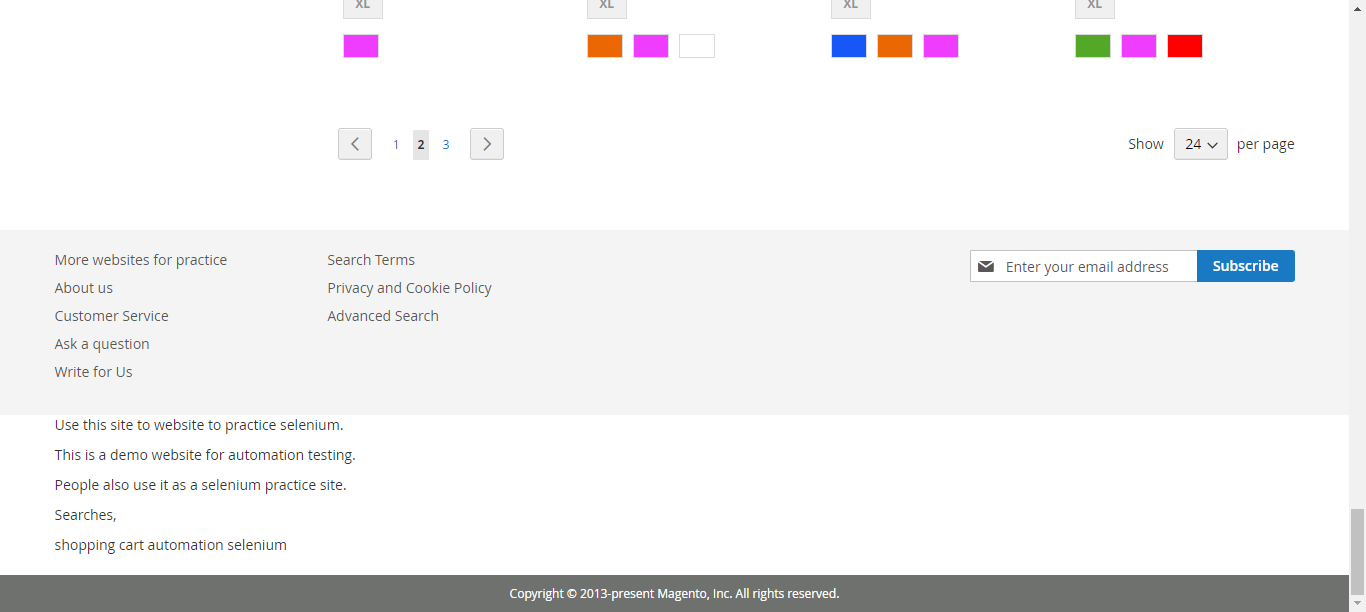 XL XL XL XL
1 2 3 Show 24 per page
More websites for practice Search Terms Enter your email address Subscribe
About us Privacy and Cookie Policy
Customer Service Advanced Search
Ask a question
Write for Us
Use this site to website to practice selenium.
This is a demo website for automation testing.
People also use it as a selenium practice site.
Searches,
shopping cart automation selenium
Copyright © 2013-present Magento, Inc. All rights reserved.